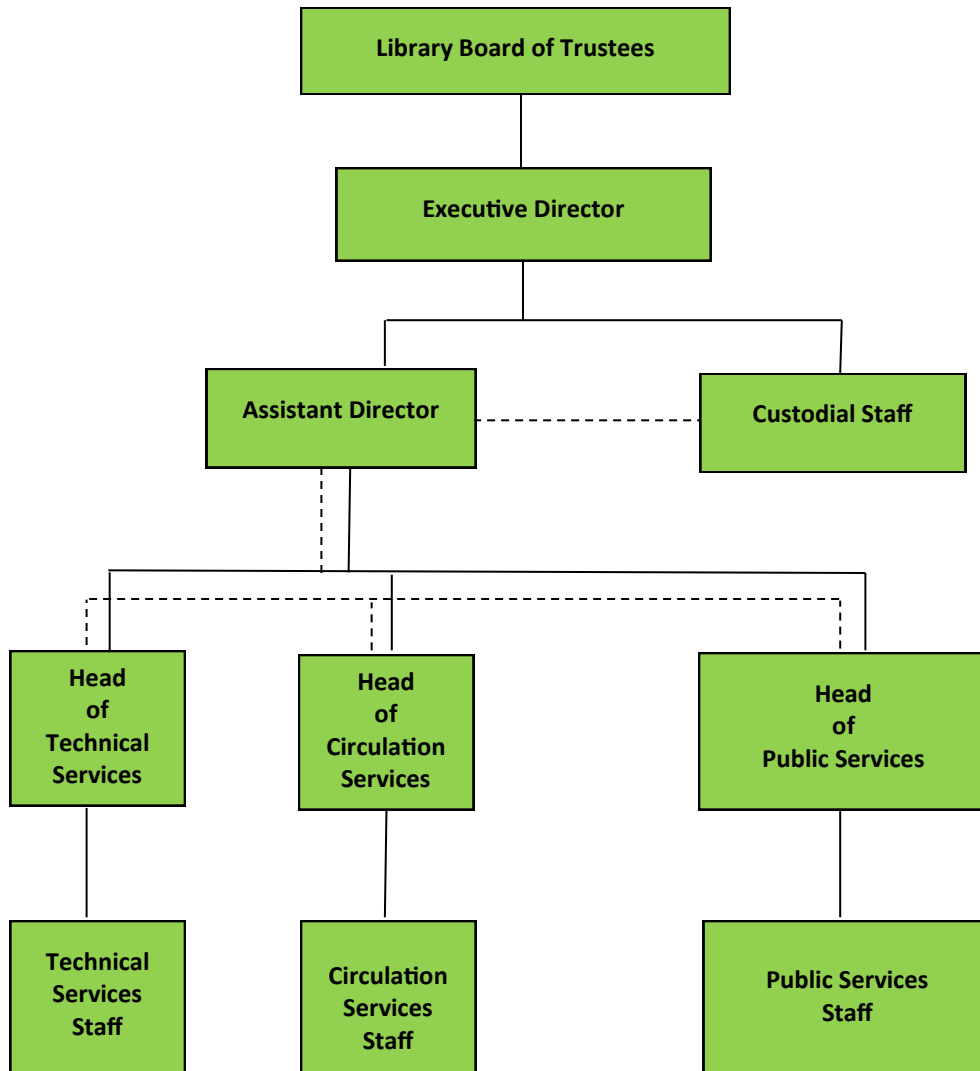 Library Board of Trustees
Executive Director
Assistant Director
Custodial Staff
Head
of
Technical
Services
Head
of
Circulation
Services
Head
of
Public Services
Technical
Services
Staff
Circulation
Services
Staff
Public Services
Staff